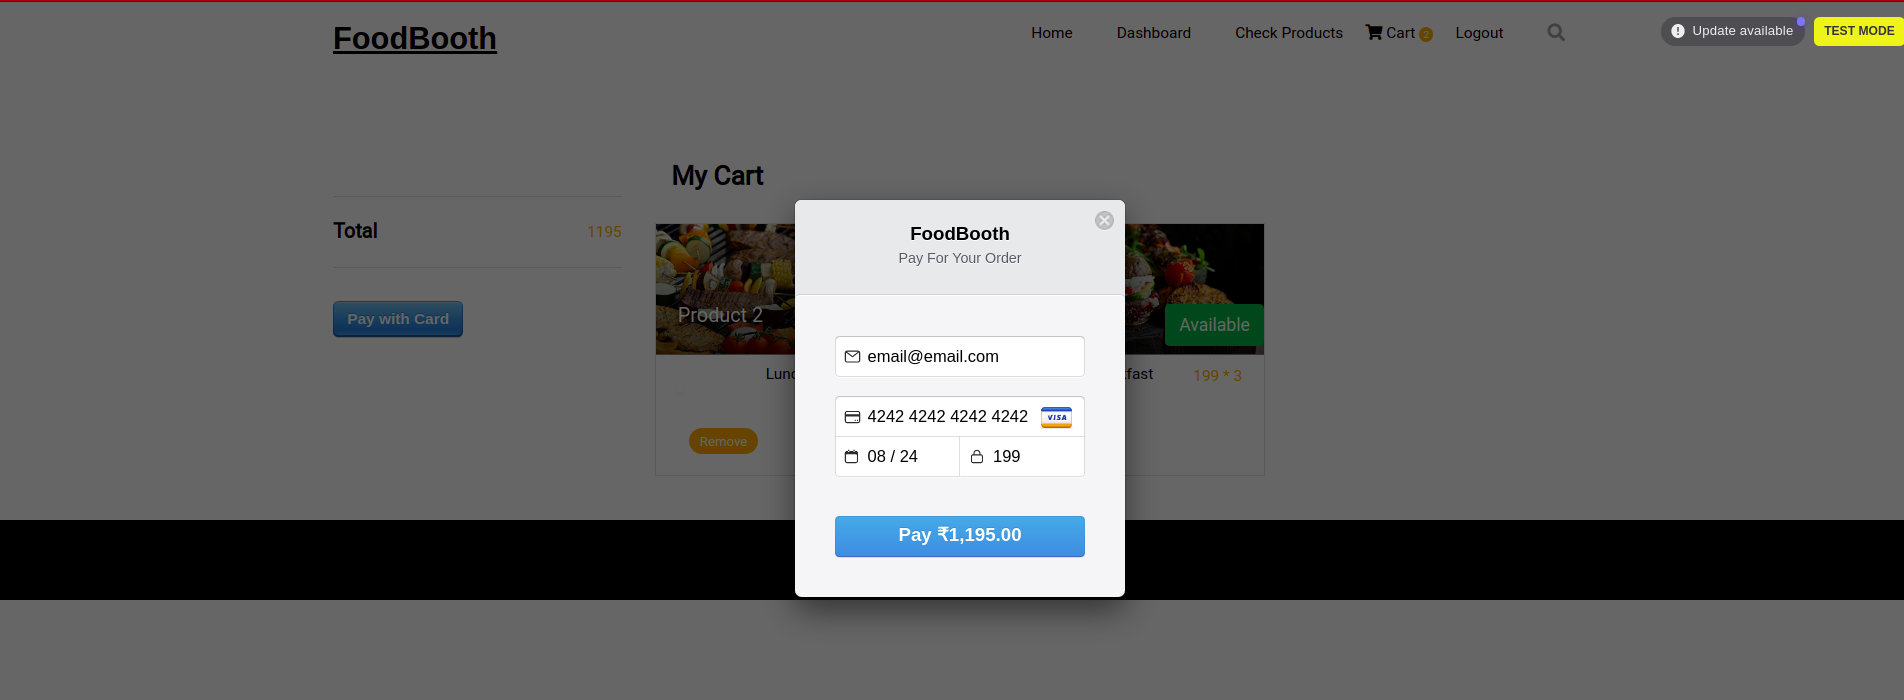 FoodBooth
Home Dashboard Check Products Cart 2 Logout
Update available
TEST MODE
My Cart
Total 1195
Pay with Card
Product 2
Available
Lunc
fast
199 * 3
Remove
FoodBooth
Pay For Your Order
email@email.com
4242 4242 4242 4242 VISA
08 / 24 199
Pay ₹1,195.00